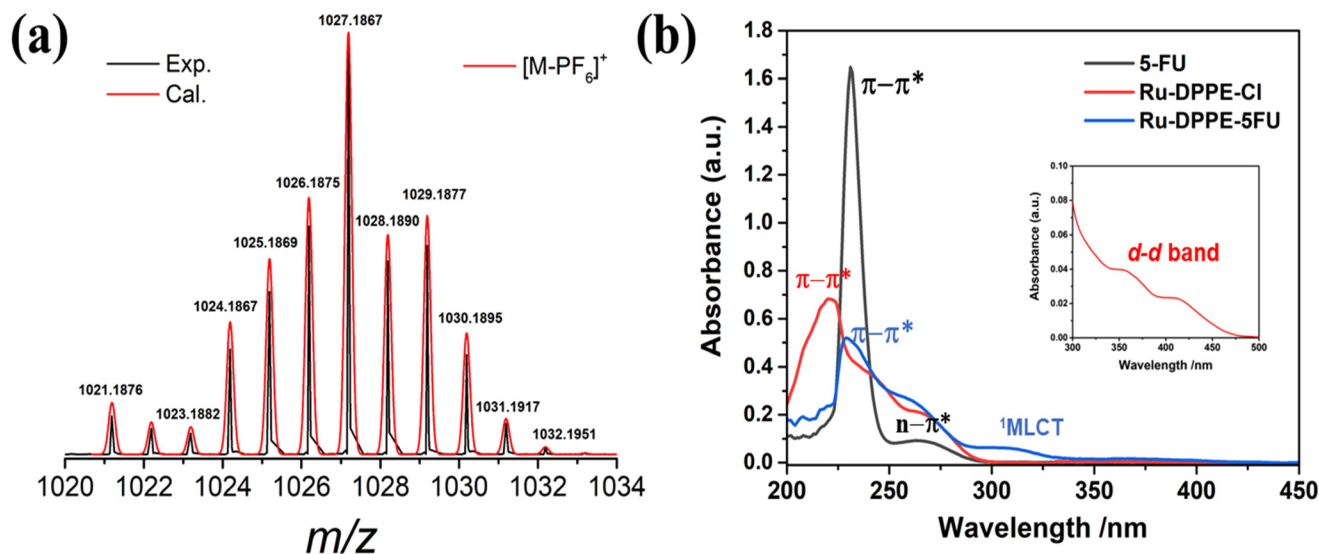 (a)
Exp.
Cal.
[M-PF6]+
1027.1867
1026.1875
1029.1877
1028.1890
1025.1869
1024.1867
1030.1895
1021.1876
1023.1882
1031.1917
1032.1951
1020 1022 1024 1026 1028 1030 1032 1034
m/z
(b)
5-FU
Ru-DPPE-Cl
Ru-DPPE-5FU
π–π*
π–π*
π–π*
n–π*
¹MLCT
Absorbance (a.u.)
1.8
1.6
1.4
1.2
1.0
0.8
0.6
0.4
0.2
0.0
200 250 300 350 400 450
Wavelength /nm
d-d band
Absorbance (a.u.)
0.10
0.08
0.06
0.04
0.02
0.00
300 350 400 450 500
Wavelength /nm